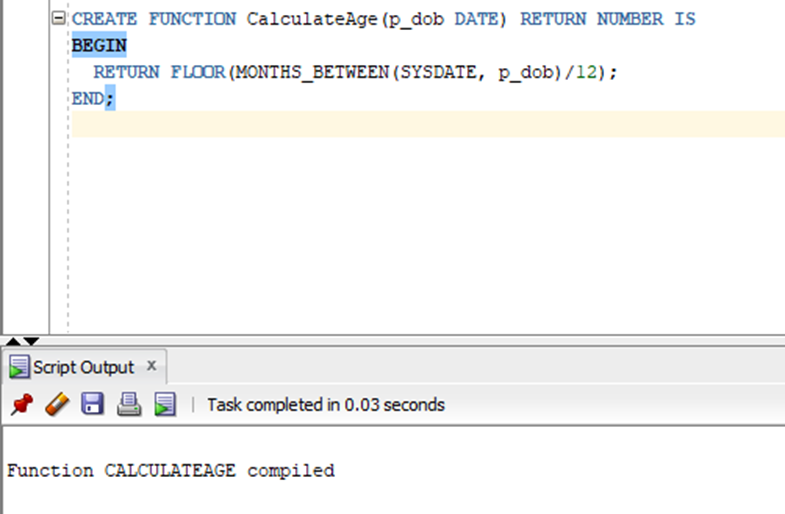 CREATE FUNCTION CalculateAge(p_dob DATE) RETURN NUMBER IS
BEGIN
  RETURN FLOOR(MONTHS_BETWEEN(SYSDATE, p_dob)/12);
END;
Script Output x
Task completed in 0.03 seconds
Function CALCULATEAGE compiled